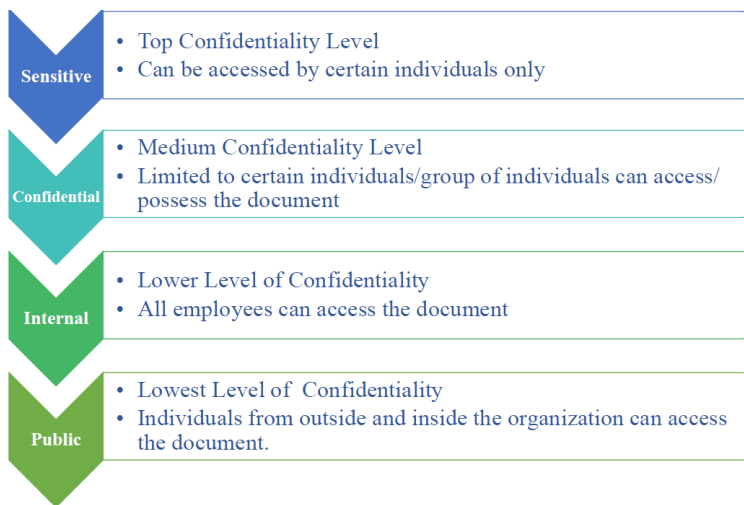 Sensitive
• Top Confidentiality Level
• Can be accessed by certain individuals only
Confidential
• Medium Confidentiality Level
• Limited to certain individuals/group of individuals can access/
possess the document
Internal
• Lower Level of Confidentiality
• All employees can access the document
Public
• Lowest Level of  Confidentiality
• Individuals from outside and inside the organization can access
the document.